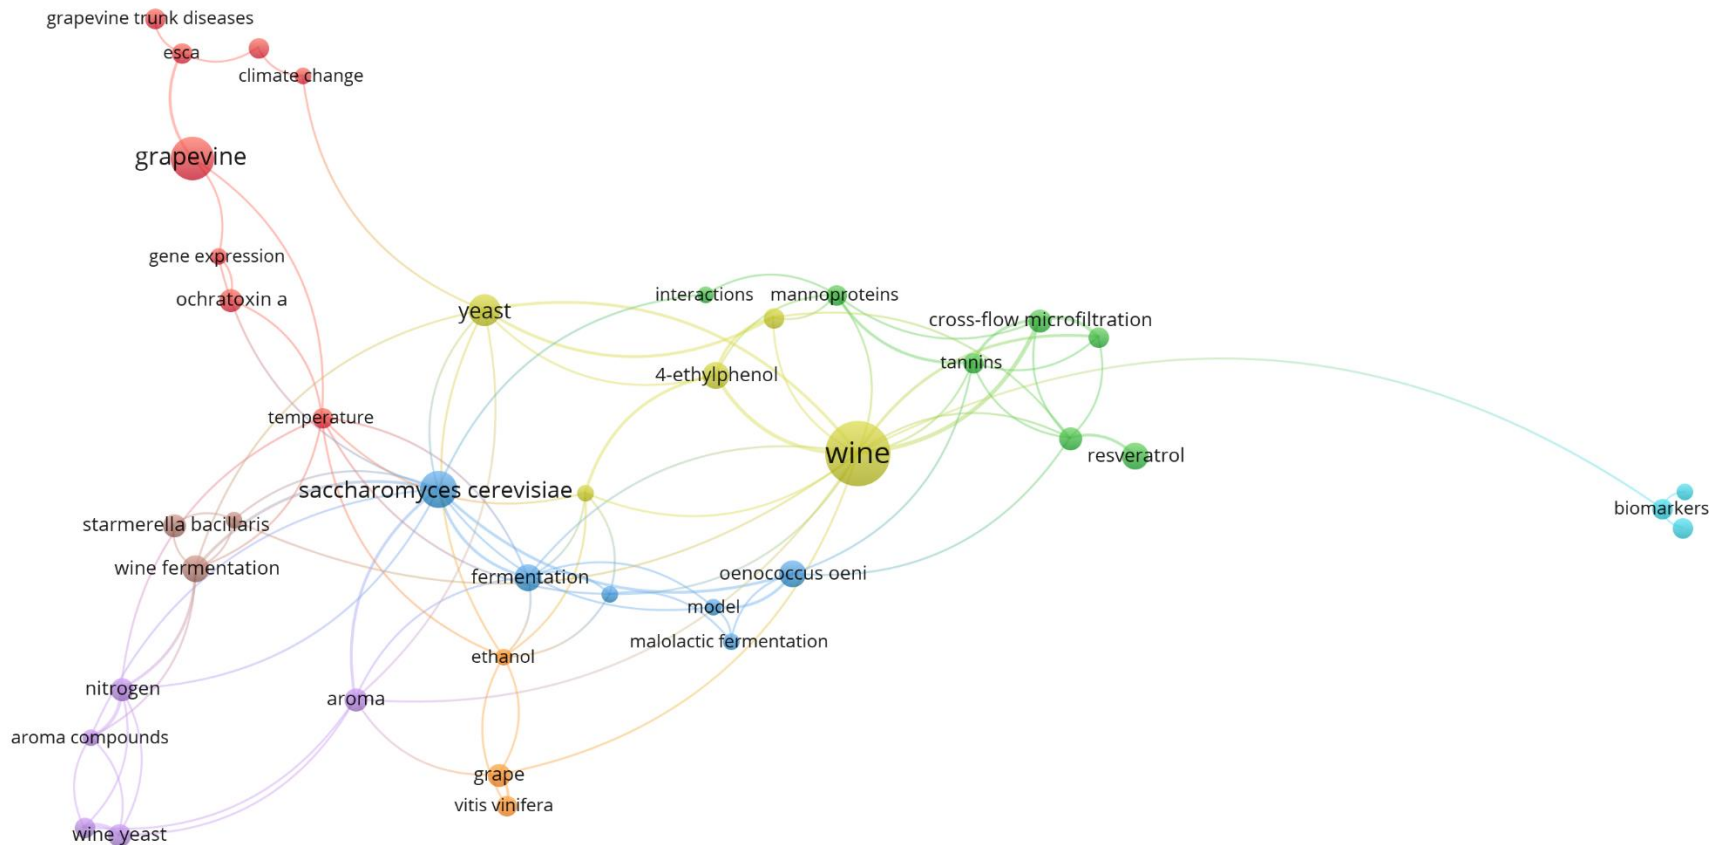 grapevine trunk diseases
esca
climate change
grapevine
gene expression
ochratoxin a
interactions
mannoproteins
yeast
cross-flow microfiltration
tannins
4-ethylphenol
temperature
wine
resveratrol
saccharomyces cerevisiae
biomarkers
starmerella bacillaris
wine fermentation
fermentation
oenococcus oeni
model
malolactic fermentation
ethanol
nitrogen
aroma
aroma compounds
grape
vitis vinifera
wine yeast